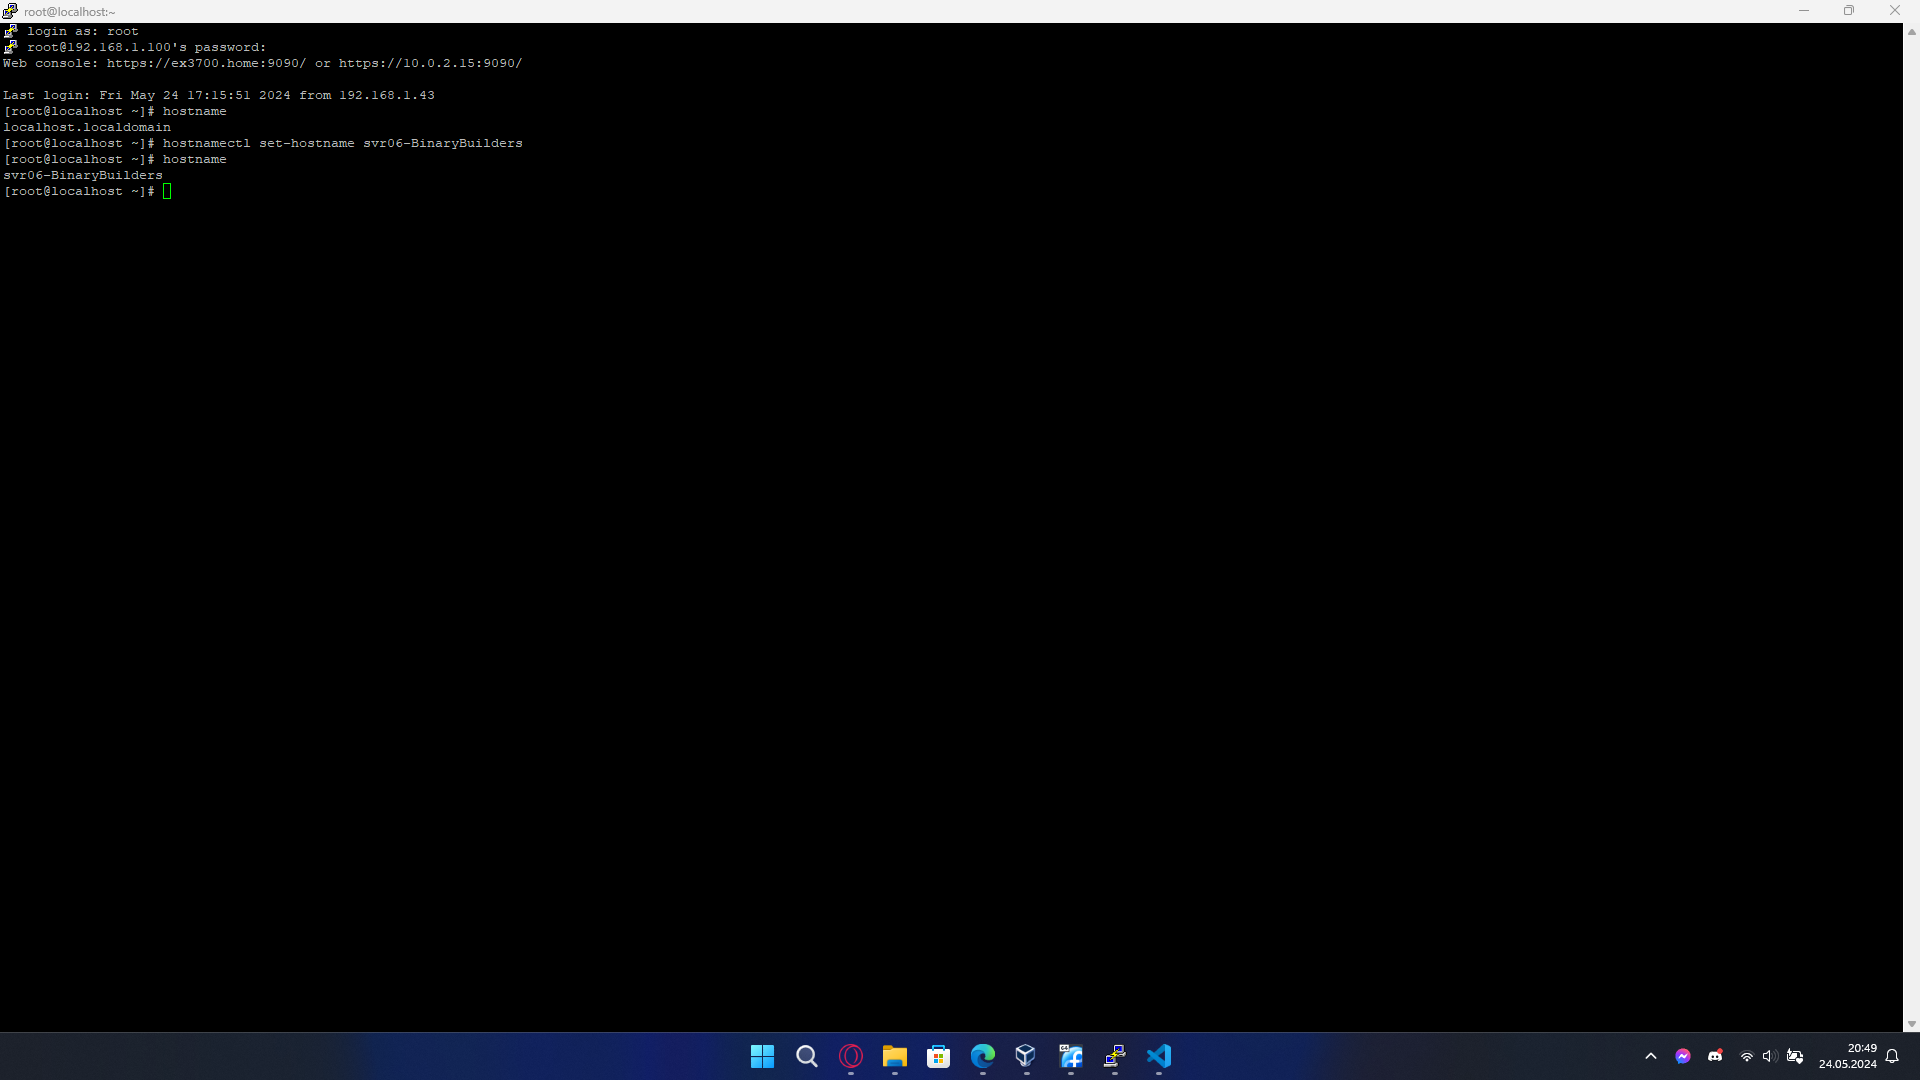 root@localhost:~
login as: root
root@192.168.1.100's password:
Web console: https://ex3700.home:9090/ or https://10.0.2.15:9090/
Last login: Fri May 24 17:15:51 2024 from 192.168.1.43
[root@localhost ~]# hostname
localhost.localdomain
[root@localhost ~]# hostnamectl set-hostname svr06-BinaryBuilders
[root@localhost ~]# hostname
svr06-BinaryBuilders
[root@localhost ~]#
64
20:49
24.05.2024